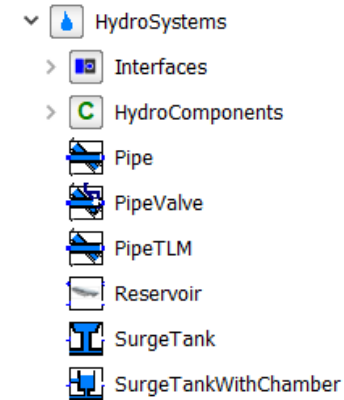 HydroSystems
Interfaces
C HydroComponents
Pipe
PipeValve
PipeTLM
Reservoir
SurgeTank
SurgeTankWithChamber